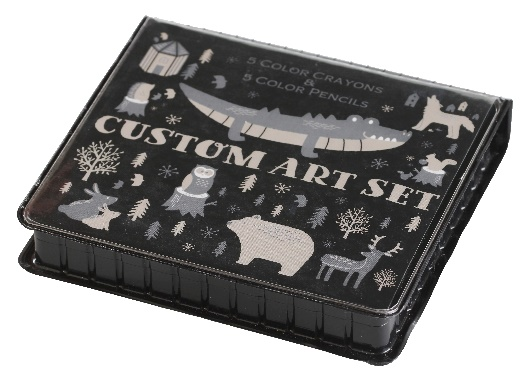 5 COLOR CRAYONS
&
5 COLOR PENCILS
CUSTOM ART SET